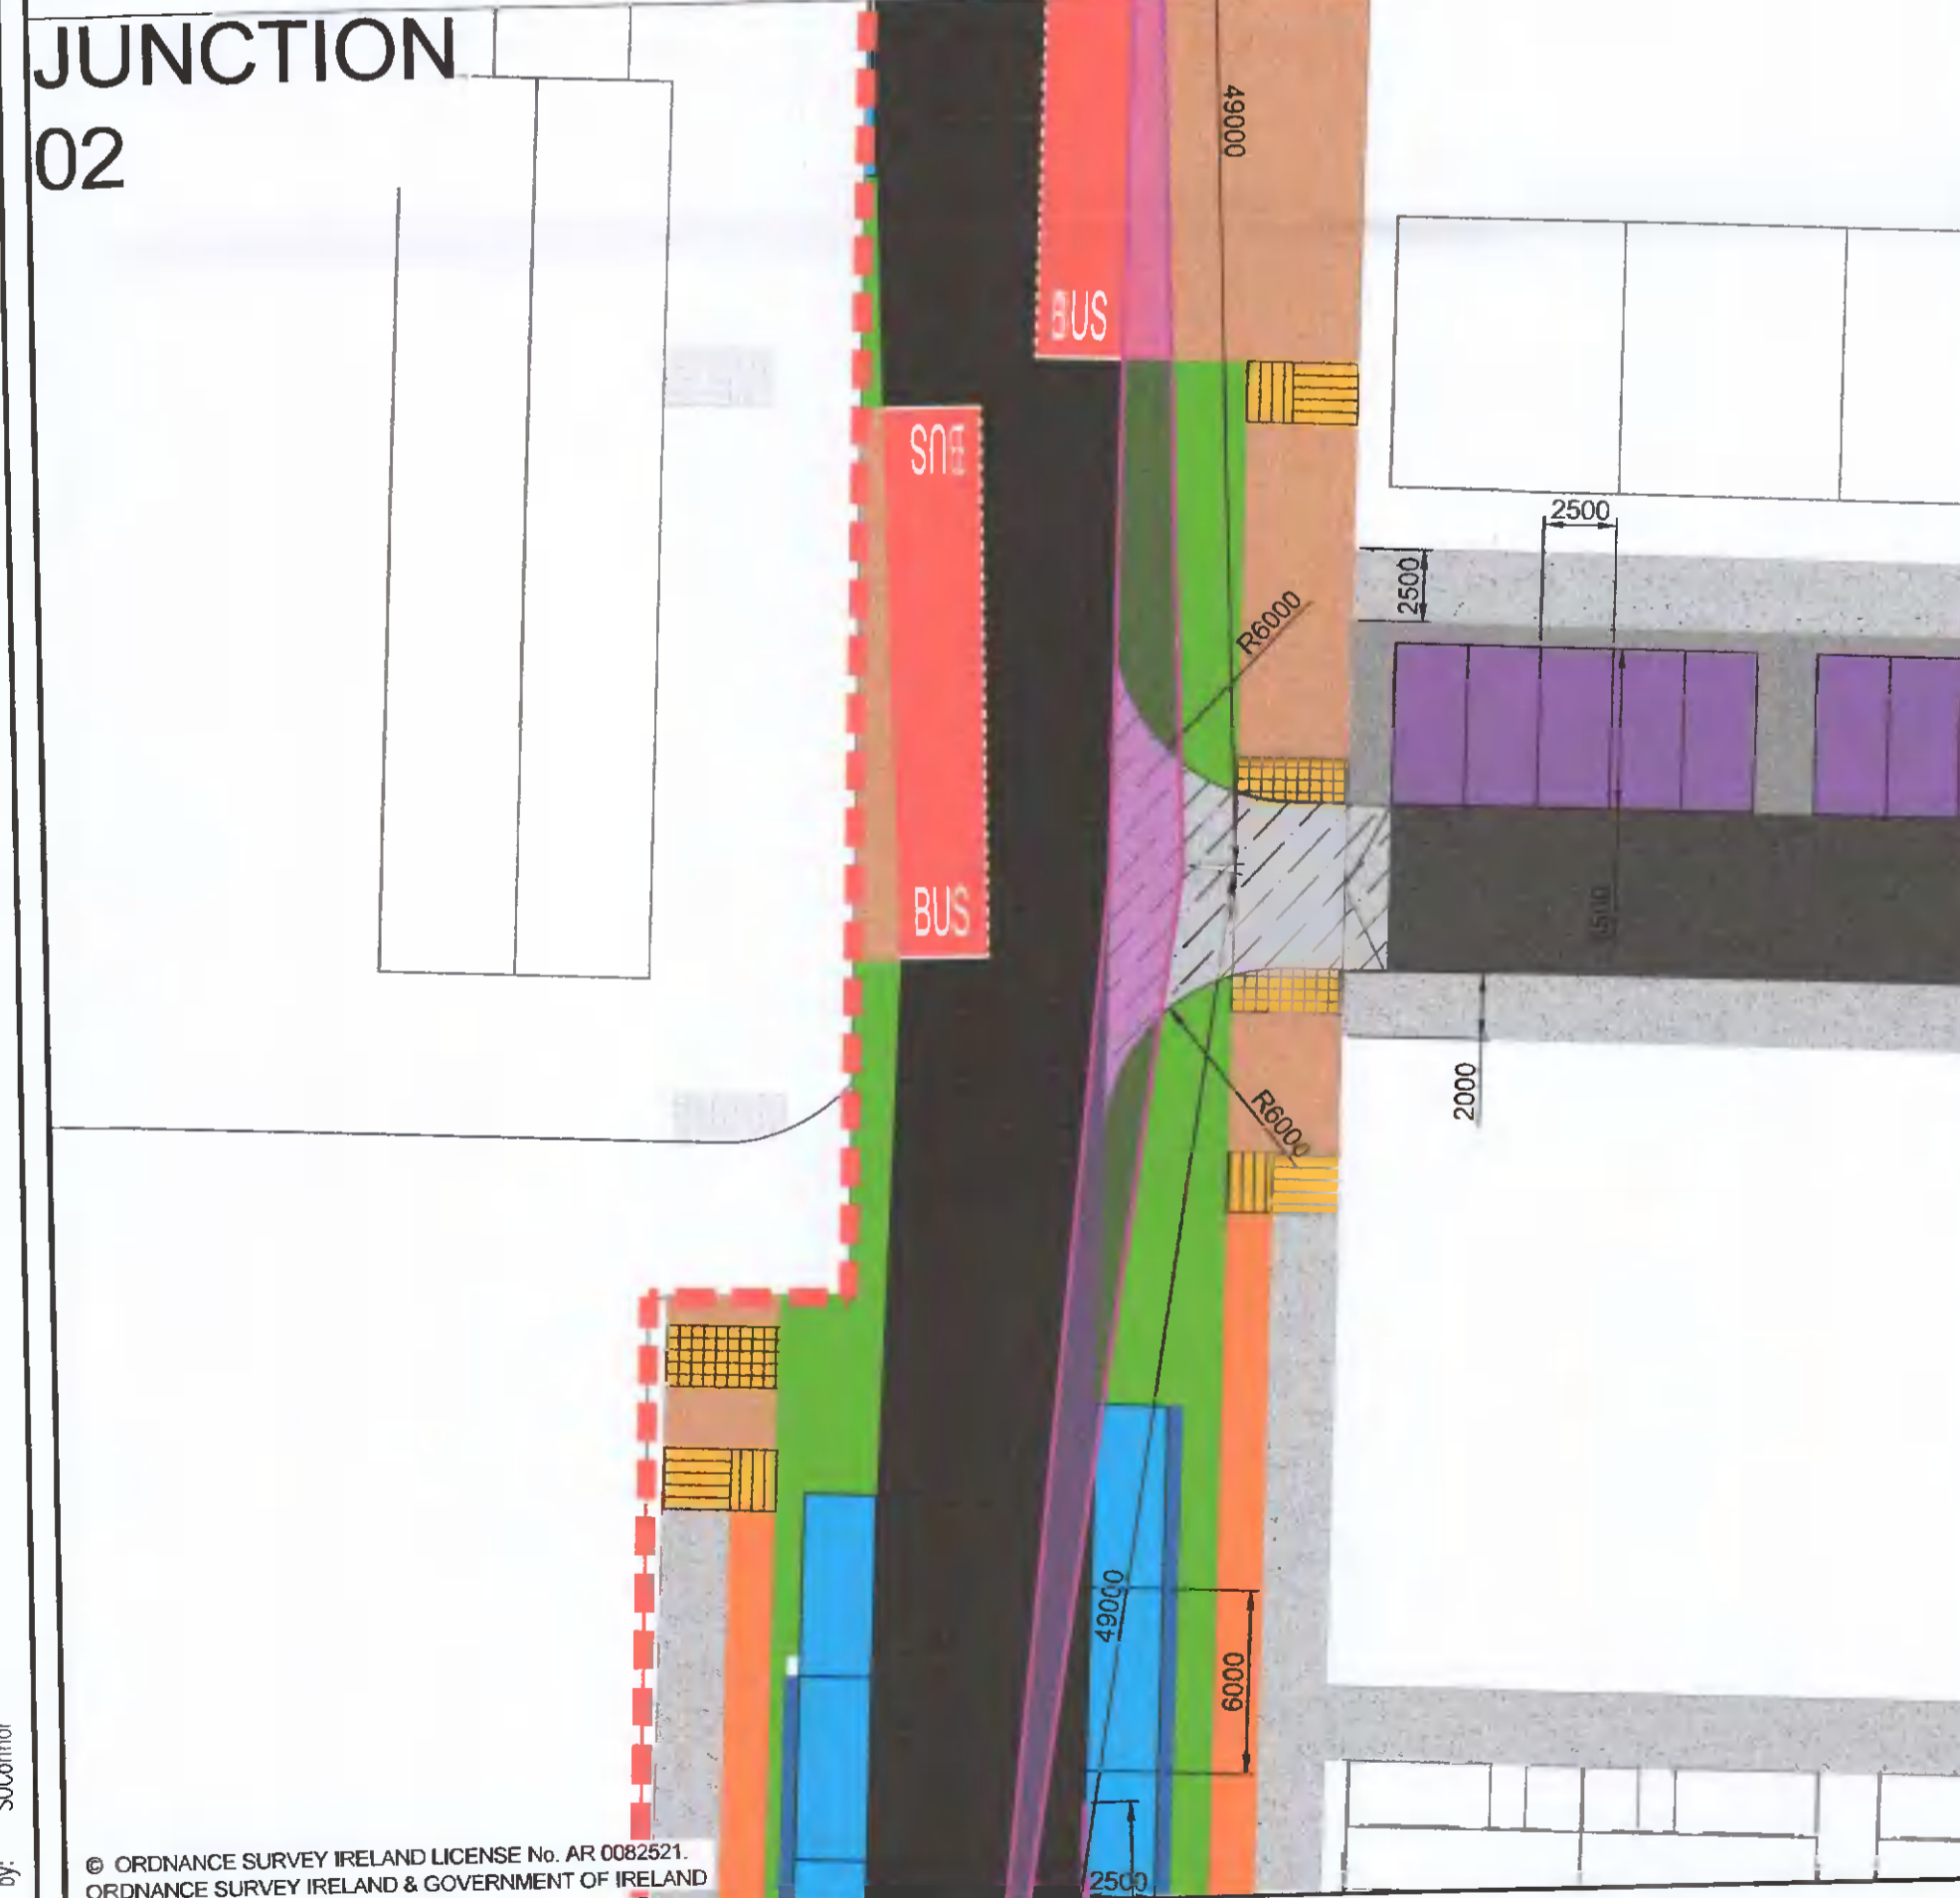 JUNCTION
02
49000
BUS
BUS
2500
2500
R6000
BUS
R6000
2000
49000
6000
2500
© ORDNANCE SURVEY IRELAND LICENSE No. AR 0082521.
ORDNANCE SURVEY IRELAND & GOVERNMENT OF IRELAND
by: